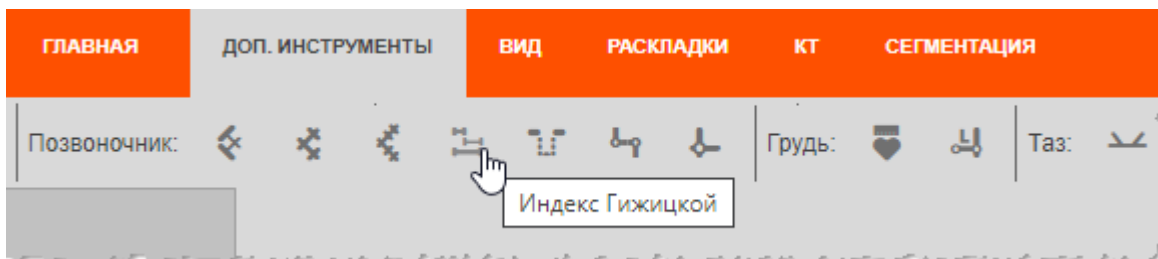 ГЛАВНАЯ ДОП. ИНСТРУМЕНТЫ ВИД РАСКЛАДКИ КТ СЕГМЕНТАЦИЯ
Позвоночник: Грудь: Таз:
Индекс Гижицкой